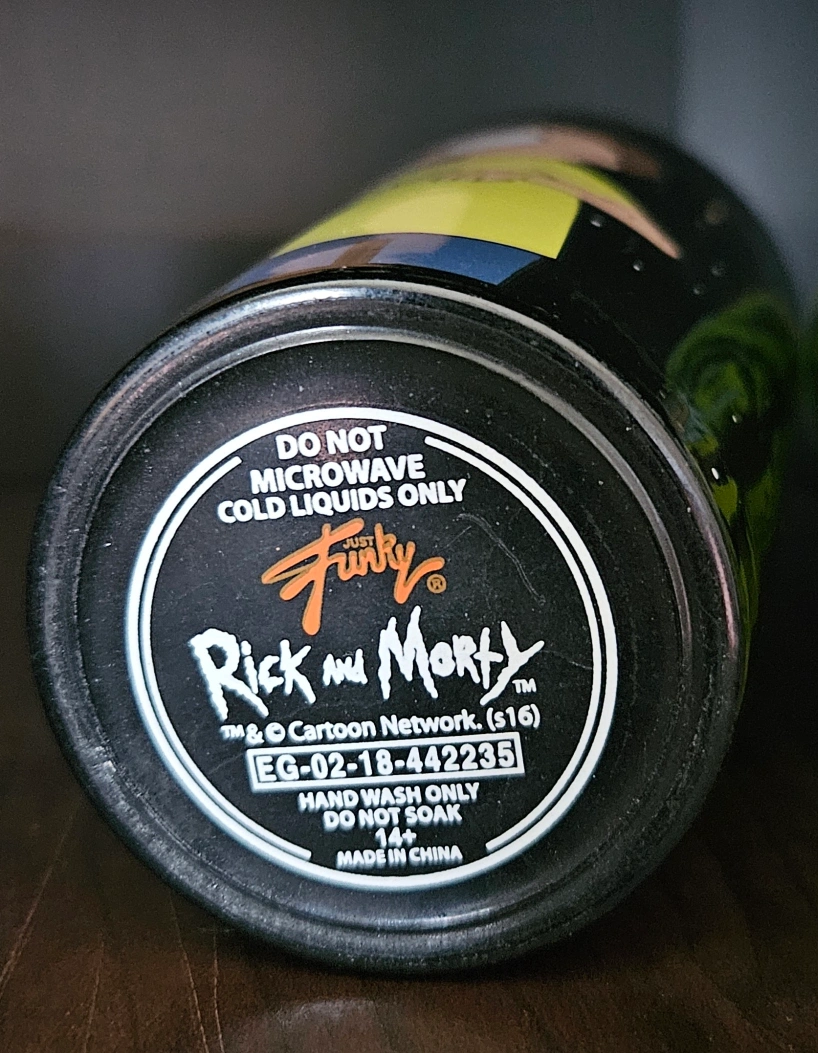 DO NOT
MICROWAVE
COLD LIQUIDS ONLY
JUST
Funky®
Rick and Morty™
™ & © Cartoon Network. (s16)
EG-02-18-442235
HAND WASH ONLY
DO NOT SOAK
14+
MADE IN CHINA